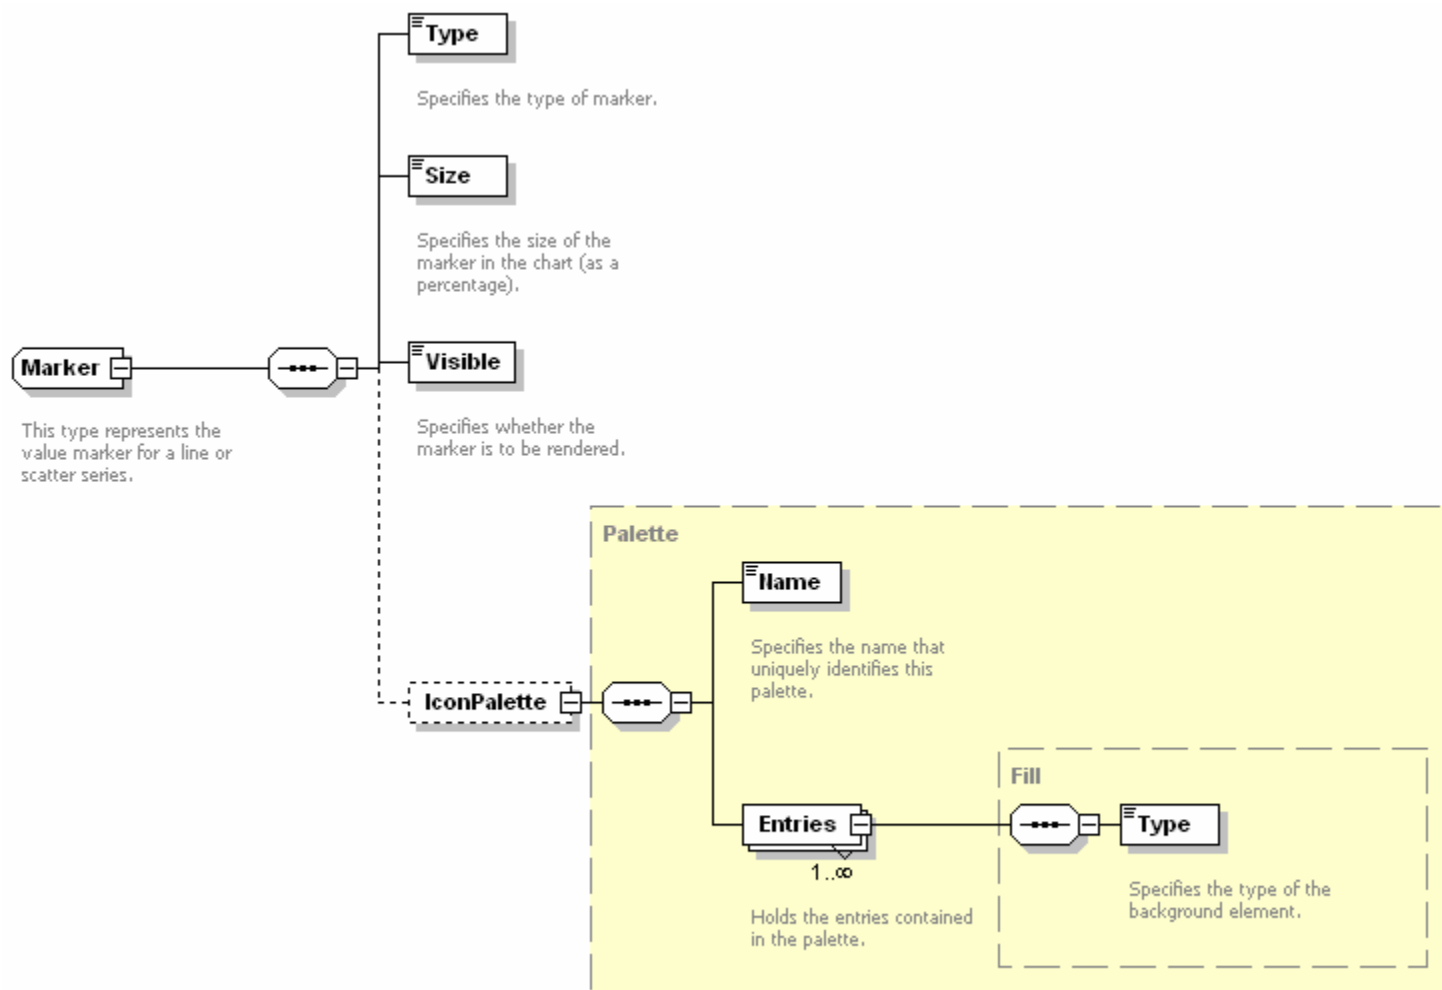 Type
Specifies the type of marker.
Size
Specifies the size of the
marker in the chart (as a
percentage).
Marker
This type represents the
value marker for a line or
scatter series.
Visible
Specifies whether the
marker is to be rendered.
Palette
Name
Specifies the name that
uniquely identifies this
palette.
IconPalette
Entries
1..∞
Holds the entries contained
in the palette.
Fill
Type
Specifies the type of the
background element.